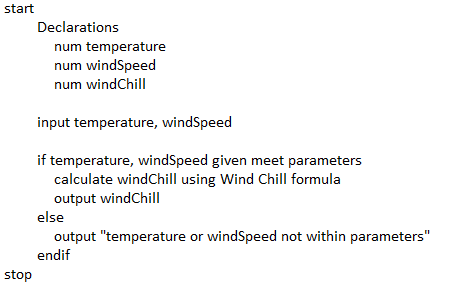 start
Declarations
num temperature
num windSpeed
num windChill
input temperature, windSpeed
if temperature, windSpeed given meet parameters
calculate windChill using Wind Chill formula
output windChill
else
output "temperature or windSpeed not within parameters"
endif
stop